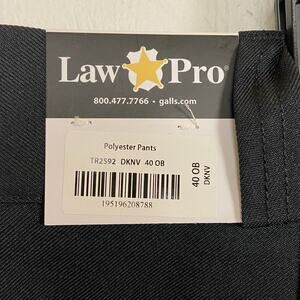 Law Pro®
800.477.7766 • galls.com
Polyester Pants
TR2592 DKNV 40 OB
195196208788
40 OB
DKNV